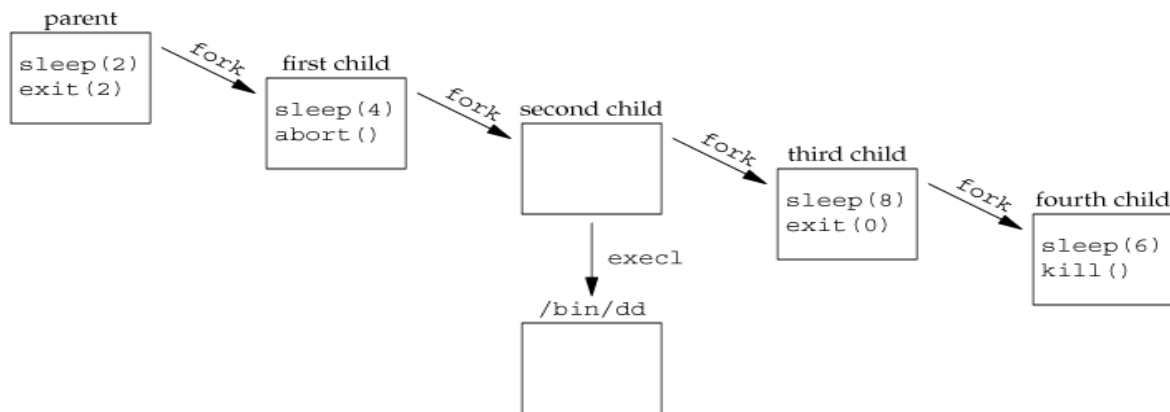 parent
sleep(2)
exit(2)
fork
first child
sleep(4)
abort()
fork
second child
fork
third child
sleep(8)
exit(0)
fork
fourth child
sleep(6)
kill()
execl
/bin/dd